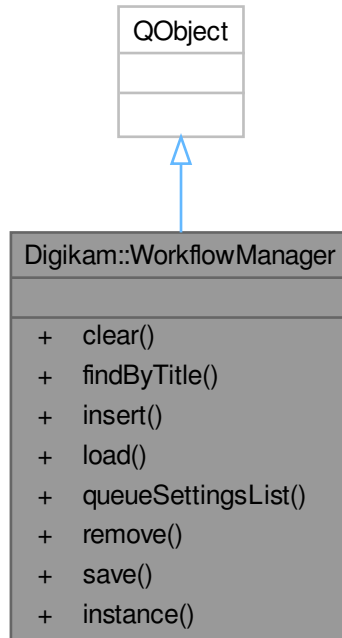 QObject
Digikam::WorkflowManager
+ clear()
+ findByTitle()
+ insert()
+ load()
+ queueSettingsList()
+ remove()
+ save()
+ instance()